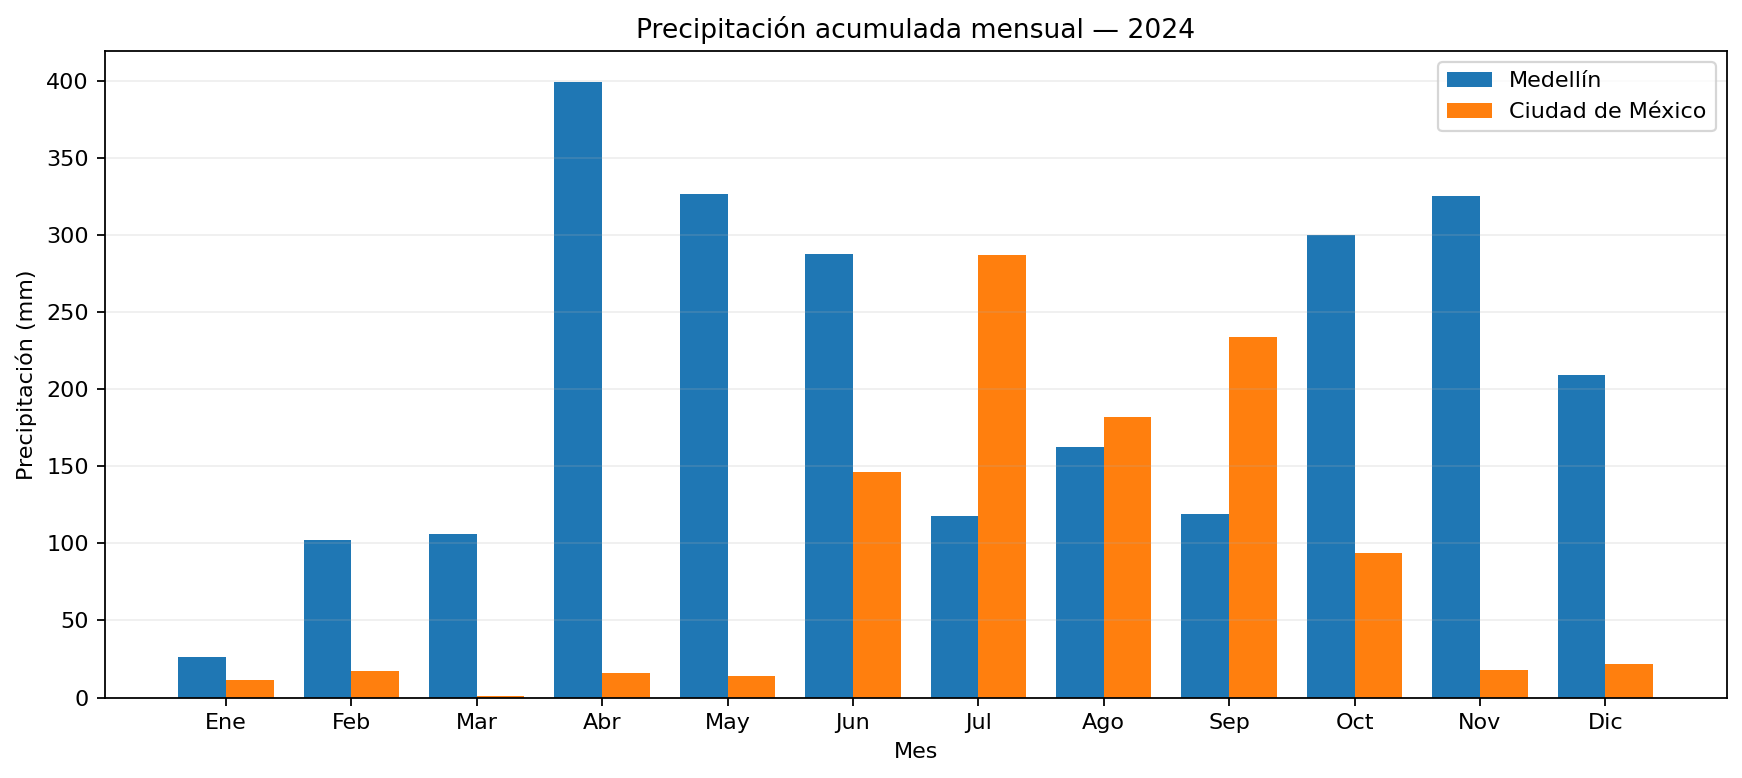 Precipitación acumulada mensual — 2024
Medellín
Ciudad de México
Precipitación (mm)
400
350
300
250
200
150
100
50
0
Ene Feb Mar Abr May Jun Jul Ago Sep Oct Nov Dic
Mes